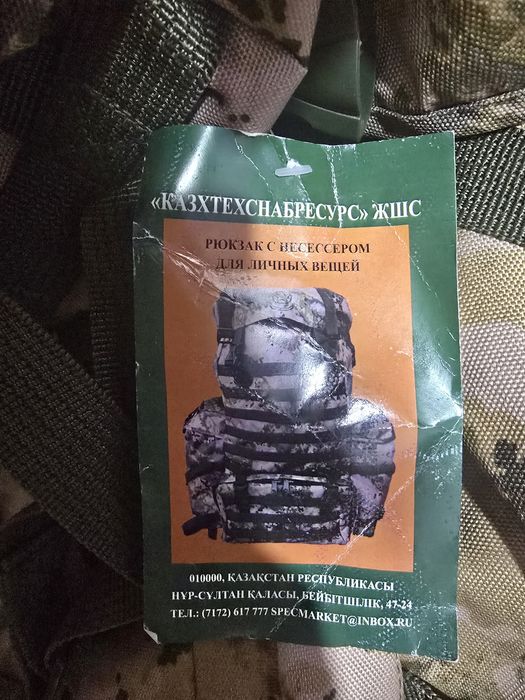 «КАЗХТЕХСНАБРЕСУРС» ЖШС
РЮКЗАК С НЕСЕССЕРОМ
ДЛЯ ЛИЧНЫХ ВЕЩЕЙ
010000, ҚАЗАҚСТАН РЕСПУБЛИКАСЫ
НҰР-СҰЛТАН ҚАЛАСЫ, БЕЙБІТШІЛІК, 47-24
ТЕЛ.: (7172) 617 777 SPECMARKET@INBOX.RU